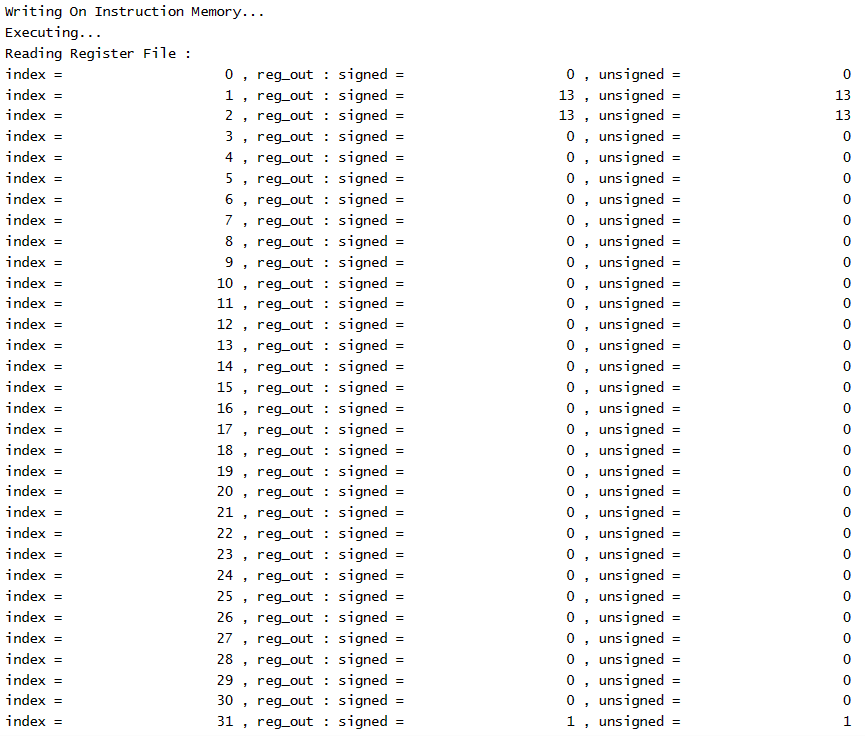 Writing On Instruction Memory...
Executing...
Reading Register File :
index =                    0 , reg_out : signed =                    0 , unsigned =                    0
index =                    1 , reg_out : signed =                   13 , unsigned =                   13
index =                    2 , reg_out : signed =                   13 , unsigned =                   13
index =                    3 , reg_out : signed =                    0 , unsigned =                    0
index =                    4 , reg_out : signed =                    0 , unsigned =                    0
index =                    5 , reg_out : signed =                    0 , unsigned =                    0
index =                    6 , reg_out : signed =                    0 , unsigned =                    0
index =                    7 , reg_out : signed =                    0 , unsigned =                    0
index =                    8 , reg_out : signed =                    0 , unsigned =                    0
index =                    9 , reg_out : signed =                    0 , unsigned =                    0
index =                   10 , reg_out : signed =                    0 , unsigned =                    0
index =                   11 , reg_out : signed =                    0 , unsigned =                    0
index =                   12 , reg_out : signed =                    0 , unsigned =                    0
index =                   13 , reg_out : signed =                    0 , unsigned =                    0
index =                   14 , reg_out : signed =                    0 , unsigned =                    0
index =                   15 , reg_out : signed =                    0 , unsigned =                    0
index =                   16 , reg_out : signed =                    0 , unsigned =                    0
index =                   17 , reg_out : signed =                    0 , unsigned =                    0
index =                   18 , reg_out : signed =                    0 , unsigned =                    0
index =                   19 , reg_out : signed =                    0 , unsigned =                    0
index =                   20 , reg_out : signed =                    0 , unsigned =                    0
index =                   21 , reg_out : signed =                    0 , unsigned =                    0
index =                   22 , reg_out : signed =                    0 , unsigned =                    0
index =                   23 , reg_out : signed =                    0 , unsigned =                    0
index =                   24 , reg_out : signed =                    0 , unsigned =                    0
index =                   25 , reg_out : signed =                    0 , unsigned =                    0
index =                   26 , reg_out : signed =                    0 , unsigned =                    0
index =                   27 , reg_out : signed =                    0 , unsigned =                    0
index =                   28 , reg_out : signed =                    0 , unsigned =                    0
index =                   29 , reg_out : signed =                    0 , unsigned =                    0
index =                   30 , reg_out : signed =                    0 , unsigned =                    0
index =                   31 , reg_out : signed =                    1 , unsigned =                    1